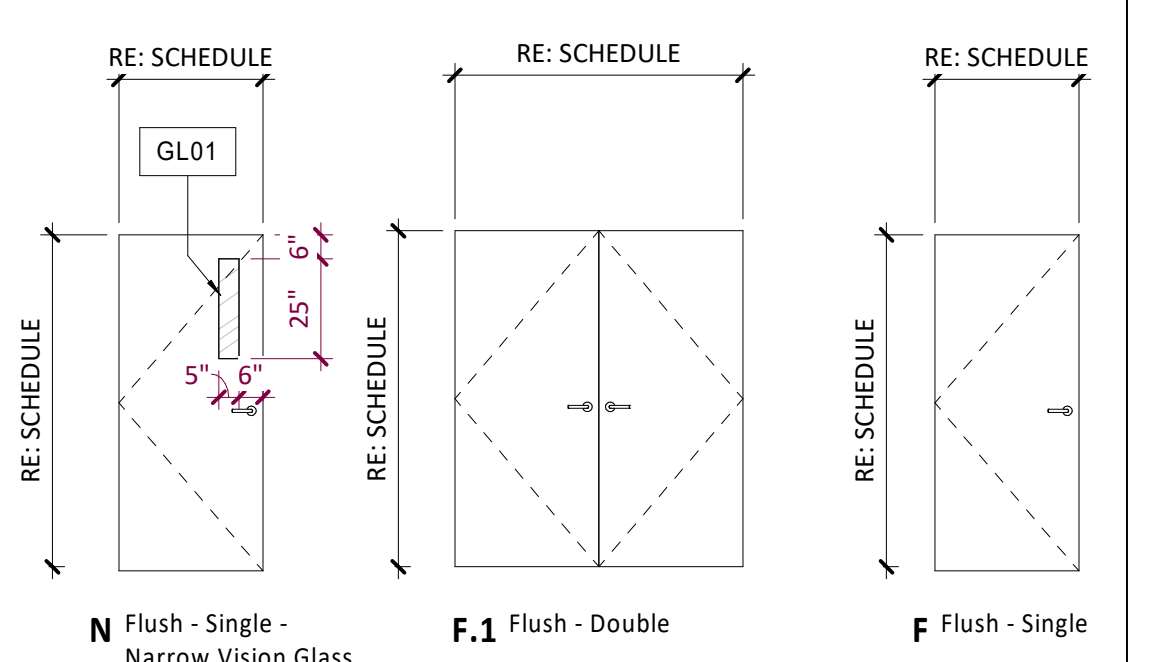 RE: SCHEDULE
GL01
6"
25"
5"
6"
RE: SCHEDULE
N Flush - Single -
Narrow Vision Glass
RE: SCHEDULE
RE: SCHEDULE
F.1 Flush - Double
RE: SCHEDULE
RE: SCHEDULE
F Flush - Single